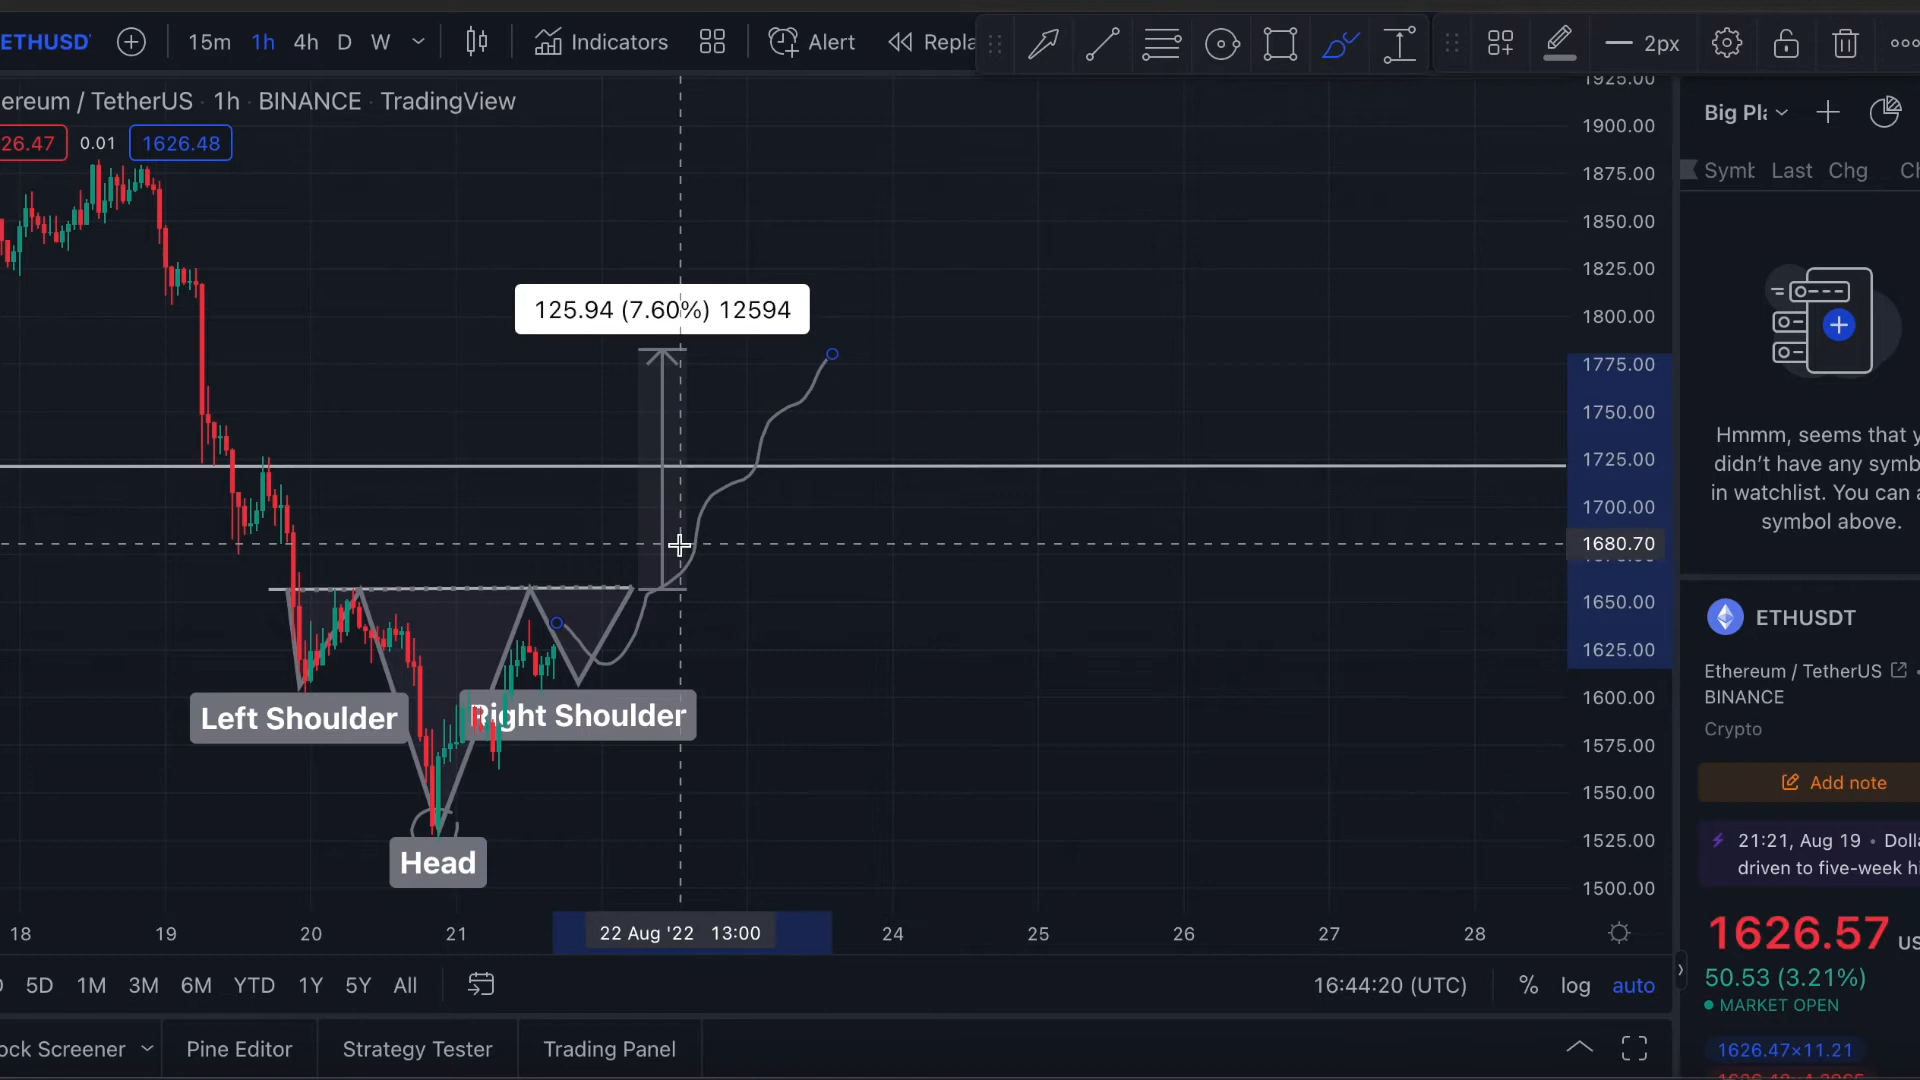 ETHUSD
15m 1h 4h D W Indicators Alert Repla 2px
ereum / TetherUS · 1h · BINANCE · TradingView
26.47 0.01 1626.48
125.94 (7.60%) 12594
Left Shoulder
Right Shoulder
Head
1925.00
1900.00
1875.00
1850.00
1825.00
1800.00
1775.00
1750.00
1725.00
1700.00
1680.70
1650.00
1625.00
1600.00
1575.00
1550.00
1525.00
1500.00
18 19 20 21 22 Aug '22 13:00 24 25 26 27 28
5D 1M 3M 6M YTD 1Y 5Y All 16:44:20 (UTC) % log auto
ock Screener Pine Editor Strategy Tester Trading Panel
Big Pl
Symb Last Chg Ch
Hmmm, seems that y
didn't have any symb
in watchlist. You can a
symbol above.
ETHUSDT
Ethereum / TetherUS
BINANCE
Crypto
Add note
21:21, Aug 19 • Dolla
driven to five-week hi
1626.57 US
50.53 (3.21%)
MARKET OPEN
1626.47×11.21